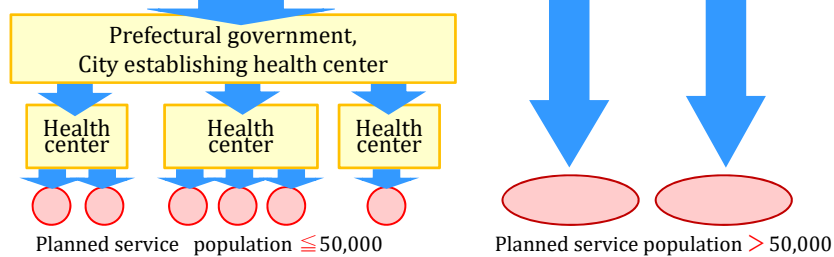 Prefectural government,
City establishing health center
Health
center
Health
center
Health
center
Planned service population ≦50,000
Planned service population > 50,000